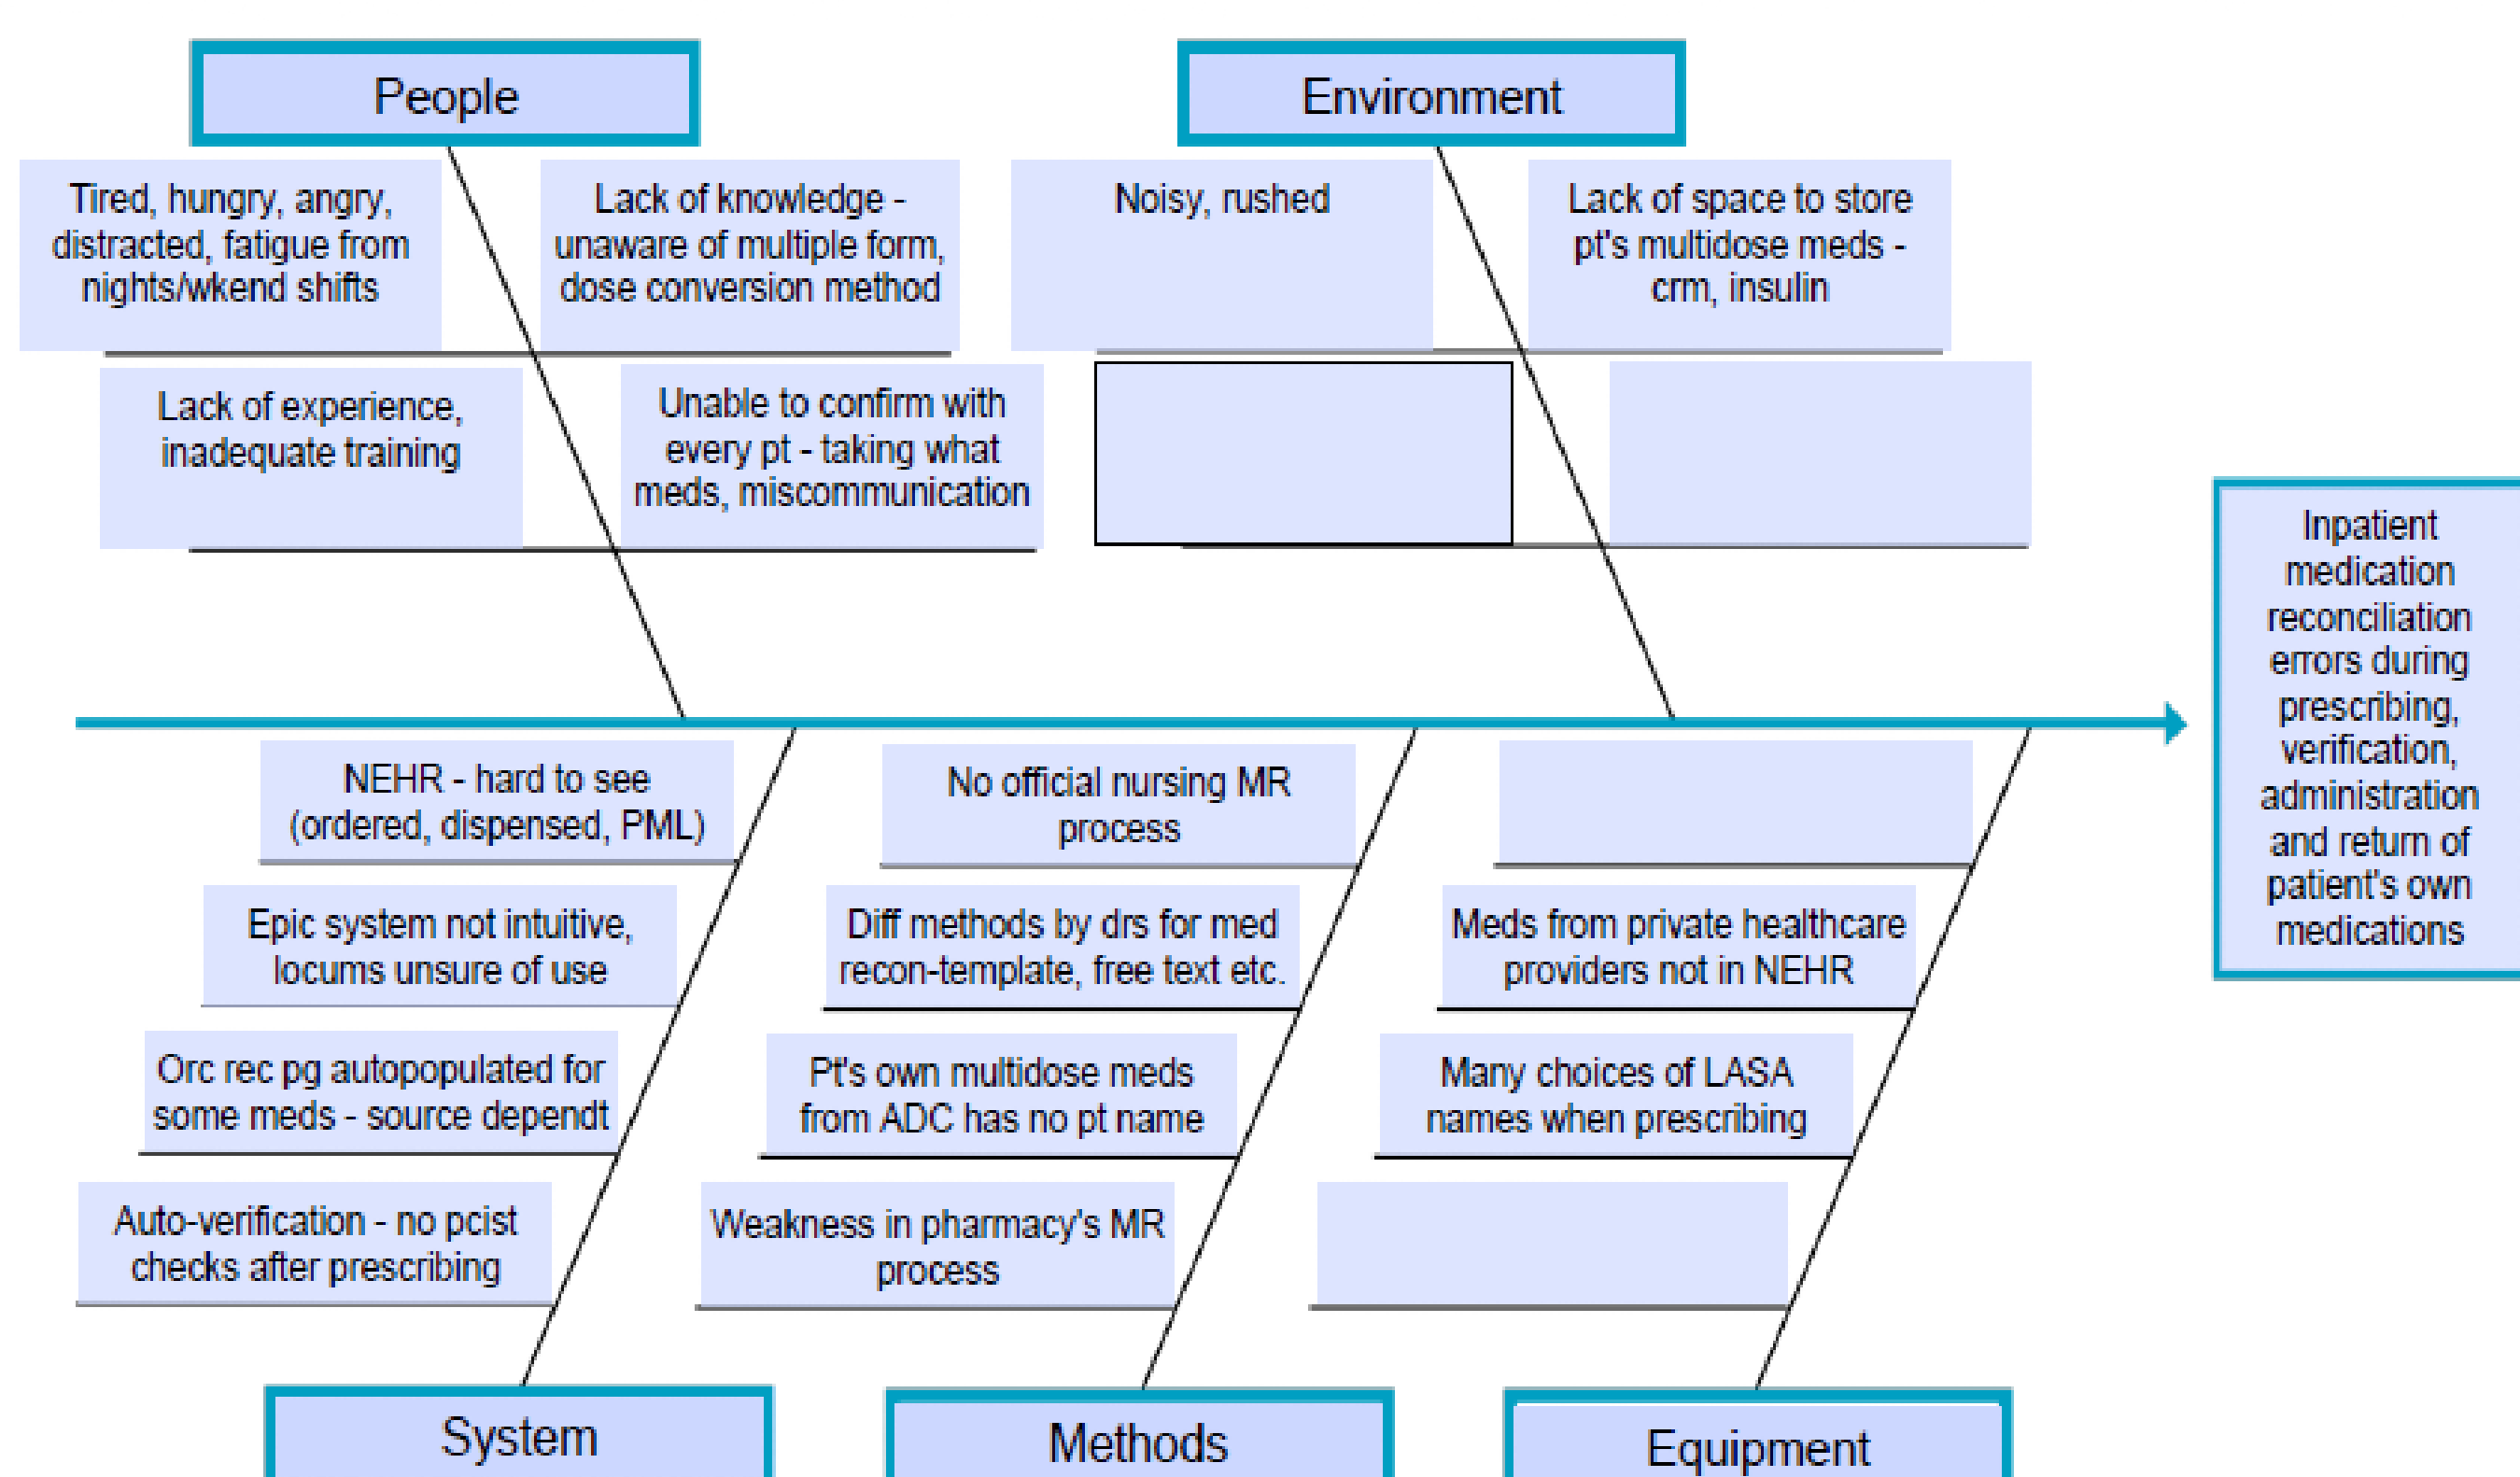 People
Environment
Tired, hungry, angry,
distracted, fatigue from
nights/wkend shifts
Lack of knowledge -
unaware of multiple form,
dose conversion method
Noisy, rushed
Lack of space to store
pt's multidose meds -
crm, insulin
Lack of experience,
inadequate training
Unable to confirm with
every pt - taking what
meds, miscommunication
Inpatient
medication
reconciliation
errors during
prescribing,
verification,
administration
and return of
patient's own
medications
NEHR - hard to see
(ordered, dispensed, PML)
No official nursing MR
process
Epic system not intuitive,
locums unsure of use
Diff methods by drs for med
recon-template, free text etc.
Meds from private healthcare
providers not in NEHR
Orc rec pg autopopulated for
some meds - source dependt
Pt's own multidose meds
from ADC has no pt name
Many choices of LASA
names when prescribing
Auto-verification - no pcist
checks after prescribing
Weakness in pharmacy's MR
process
System
Methods
Equipment